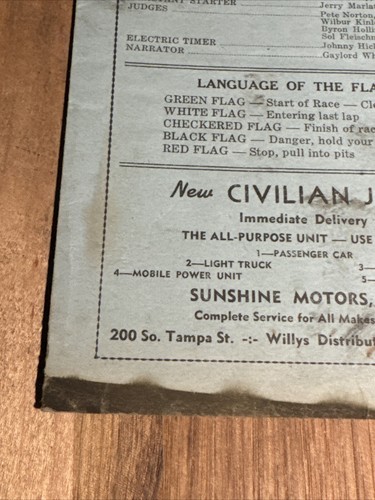 STARTER
Jerry Marlat
JUDGES
Pete Norton,
Wilbur Kinl
Byron Holli
Sol Fleischm
ELECTRIC TIMER
Johnny Hick
NARRATOR
Gaylord Wh
LANGUAGE OF THE FLA
GREEN FLAG — Start of Race — Cle
WHITE FLAG — Entering last lap
CHECKERED FLAG — Finish of rac
BLACK FLAG — Danger, hold your
RED FLAG — Stop, pull into pits
New CIVILIAN J
Immediate Delivery
THE ALL-PURPOSE UNIT — USE
1—PASSENGER CAR
2—LIGHT TRUCK 3—
4—MOBILE POWER UNIT 5—
SUNSHINE MOTORS,
Complete Service for All Makes
200 So. Tampa St. -:- Willys Distribut